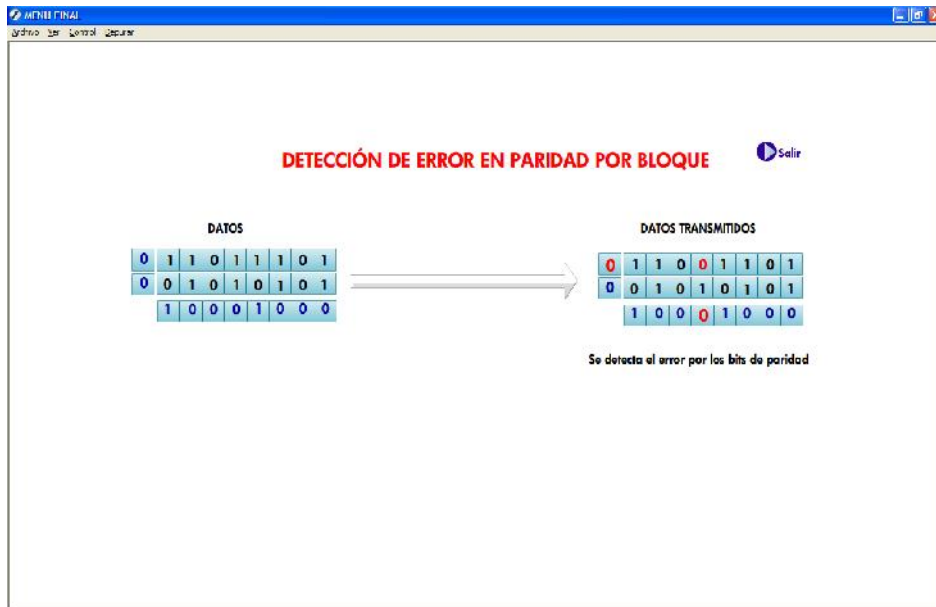 MENU FINAL
Archivo Ver Control Depurar
DETECCIÓN DE ERROR EN PARIDAD POR BLOQUE
Salir
DATOS
0 1 1 0 1 1 1 0 1
0 0 1 0 1 0 1 0 1
1 0 0 0 1 0 0 0
DATOS TRANSMITIDOS
0 1 1 0 0 1 1 0 1
0 0 1 0 1 0 1 0 1
1 0 0 0 1 0 0 0
Se detecta el error por los bits de paridad